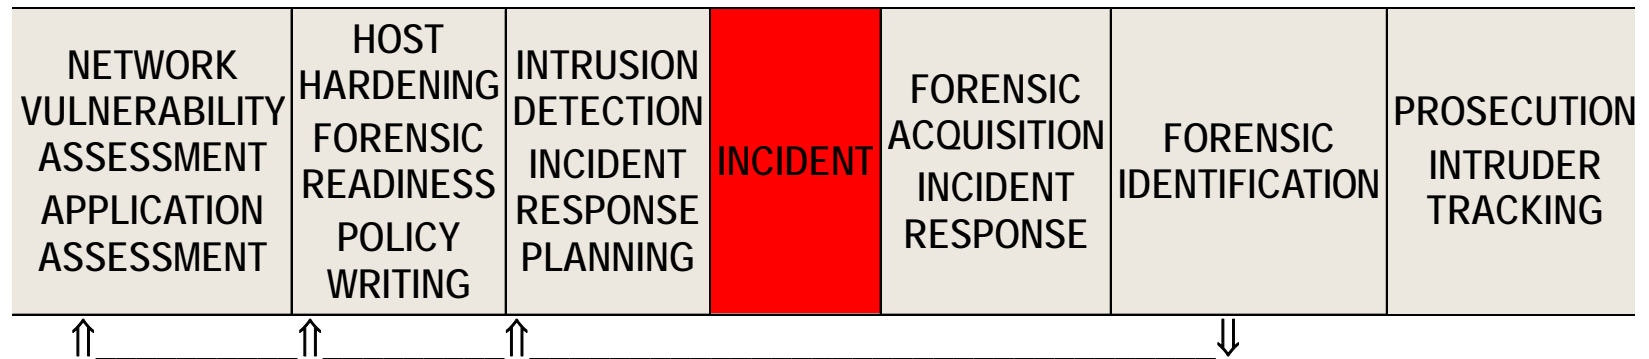 NETWORK
VULNERABILITY
ASSESSMENT
APPLICATION
ASSESSMENT
HOST
HARDENING
FORENSIC
READINESS
POLICY
WRITING
INTRUSION
DETECTION
INCIDENT
RESPONSE
PLANNING
INCIDENT
FORENSIC
ACQUISITION
INCIDENT
RESPONSE
FORENSIC
IDENTIFICATION
PROSECUTION
INTRUDER
TRACKING